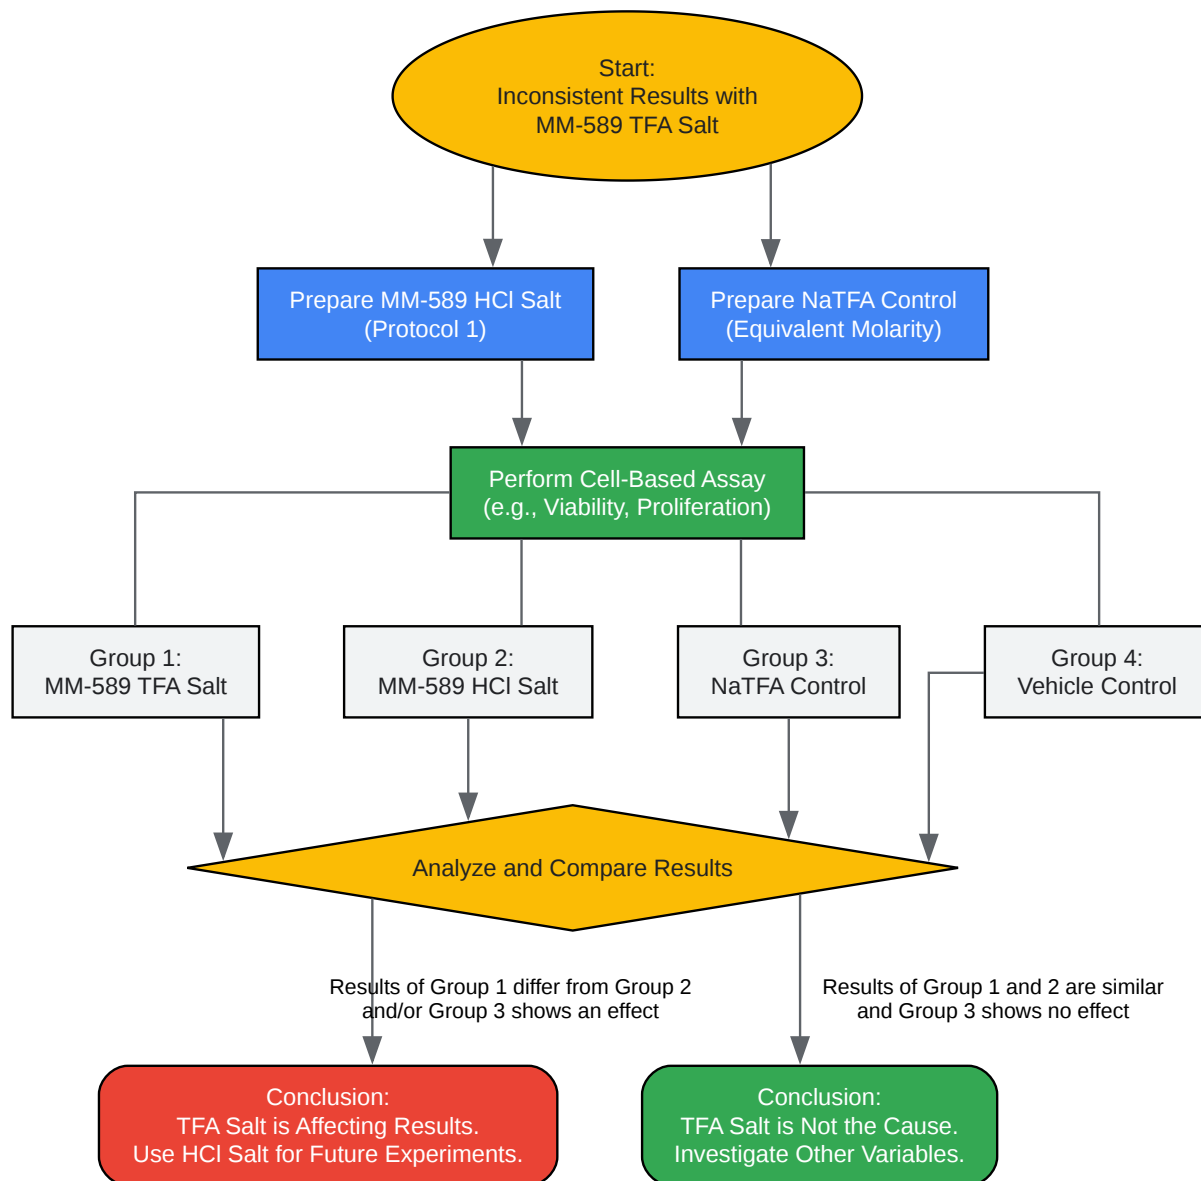 Start:
Inconsistent Results with
MM-589 TFA Salt
Prepare MM-589 HCl Salt
(Protocol 1)
Prepare NaTFA Control
(Equivalent Molarity)
Perform Cell-Based Assay
(e.g., Viability, Proliferation)
Group 1:
MM-589 TFA Salt
Group 2:
MM-589 HCl Salt
Group 3:
NaTFA Control
Group 4:
Vehicle Control
Analyze and Compare Results
Results of Group 1 differ from Group 2
and/or Group 3 shows an effect
Results of Group 1 and 2 are similar
and Group 3 shows no effect
Conclusion:
TFA Salt is Affecting Results.
Use HCl Salt for Future Experiments.
Conclusion:
TFA Salt is Not the Cause.
Investigate Other Variables.